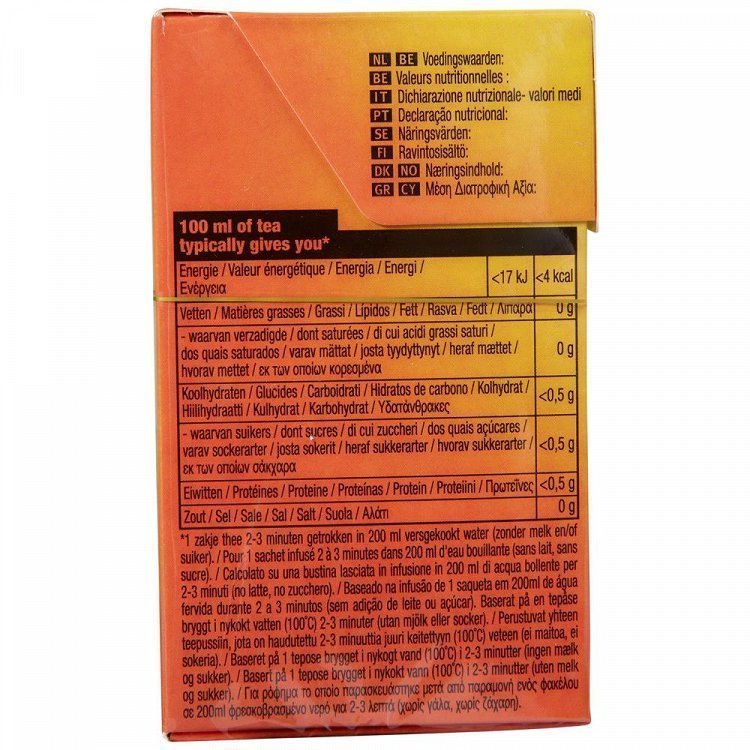 NL BE Voedingswaarden:
BE Valeurs nutritionnelles :
IT Dichiarazione nutrizionale- valori medi
PT Declaração nutricional:
SE Näringsvärden:
FI Ravintosisältö:
DK NO Næringsindhold:
GR CY Μέση Διατροφική Αξία:
100 ml of tea
typically gives you*
Energie / Valeur énergétique / Energia / Energi /
Ενέργεια <17 kJ <4 kcal
Vetten / Matières grasses / Grassi / Lípidos / Fett / Rasva / Fedt / Λιπαρά 0 g
- waarvan verzadigde / dont saturées / di cui acidi grassi saturi /
dos quais saturados / varav mättat / josta tyydyttynyt / heraf mættet / 0 g
hvorav mettet / εκ των οποίων κορεσμένα
Koolhydraten / Glucides / Carboidrati / Hidratos de carbono / Kolhydrat / <0,5 g
Hiilihydraatti / Kulhydrat / Karbohydrat / Υδατάνθρακες
- waarvan suikers / dont sucres / di cui zuccheri / dos quais açúcares /
varav sockerarter / josta sokerit / heraf sukkerarter / hvorav sukkerarter / <0,5 g
εκ των οποίων σάκχαρα
Eiwitten / Protéines / Proteine / Proteínas / Protein / Proteiini / Πρωτεΐνες <0,5 g
Zout / Sel / Sale / Sal / Salt / Suola / Αλάτι 0 g
*1 zakje thee 2-3 minuten getrokken in 200 ml versgekookt water (zonder melk en/of
suiker). / Pour 1 sachet infusé 2 à 3 minutes dans 200 ml d'eau bouillante (sans lait, sans
sucre). / Calcolato su una bustina lasciata in infusione in 200 ml di acqua bollente per
2-3 minuti (no latte, no zucchero). / Baseado na infusão de 1 saqueta em 200ml de água
fervida durante 2 a 3 minutos (sem adição de leite ou açúcar). Baserat på en tepåse
bryggt i nykokt vatten (100°C) 2-3 minuter (utan mjölk eller socker). / Perustuvat yhteen
teepussiin, jota on haudutettu 2-3 minuuttia juuri keitettyyn (100°C) veteen (ei maitoa, ei
sokeria). / Baseret på 1 tepose brygget i nykogt vand (100°C) i 2-3 minutter (ingen mælk
og sukker). / Basert på 1 tepose brygget i nykokt vand (100°C) i 2-3 minutter (uten melk
og sukker). / Για ρόφημα το οποίο παρασκευάστηκε μετά από παραμονή ενός φακέλου
σε 200ml φρεσκοβρασμένο νερό για 2-3 λεπτά (χωρίς γάλα, χωρίς ζάχαρη).